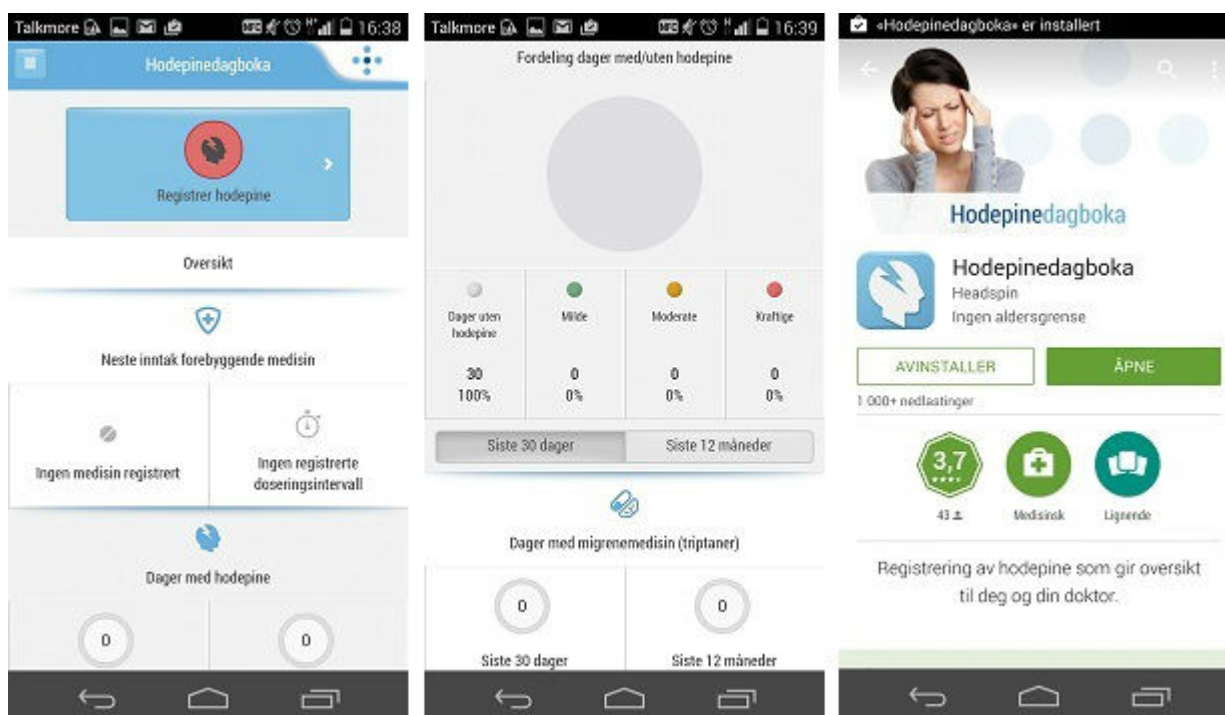 Talkmore
16:38
Hodepinedagboka
Registrer hodepine
Oversikt
Neste inntak forebyggende medisin
Ingen medisin registrert
Ingen registrerte
doseringsintervall
Dager med hodepine
0
0
Talkmore
16:39
Fordeling dager med/uten hodepine
Dager uten
hodepine
Milde
Moderate
Kraftige
30
0
0
0
100%
0%
0%
0%
Siste 30 dager
Siste 12 måneder
Dager med migrenemedisin (triptaner)
0
0
Siste 30 dager
Siste 12 måneder
«Hodepinedagboka» er installert
Hodepinedagboka
Hodepinedagboka
Headspin
Ingen aldersgrense
AVINSTALLER
ÅPNE
1 000+ nedlastinger
3,7
43
Medisinsk
Lignende
Registrering av hodepine som gir oversikt
til deg og din doktor.